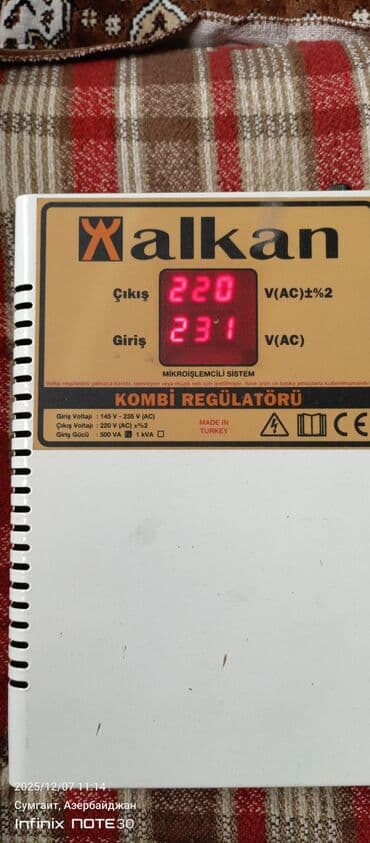 alkan
Çıkış 220 V(AC)±%2
Giriş 231 V(AC)
MİKROİŞLEMCİLİ SİSTEM
KOMBİ REGÜLATÖRÜ
Giriş Voltajı : 145 V - 235 V (AC)
Çıkış Voltajı : 220 V (AC) ±%2
Giriş Gücü : 500 VA 1 kVA
MADE IN
TURKEY
CE
2025/12/07 11:14
Сумгаит, Азербайджан
Infinix NOTE30